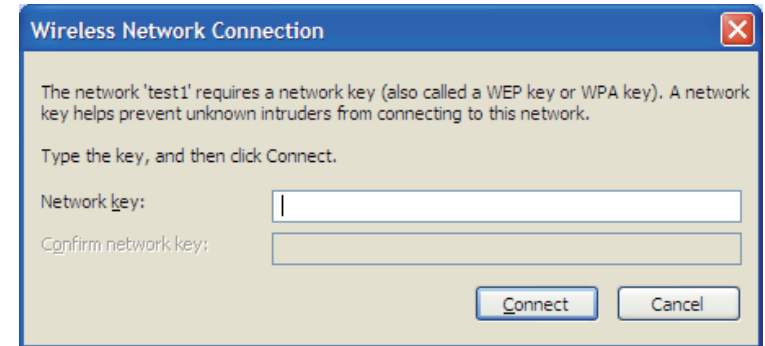 Wireless Network Connection
The network 'test1' requires a network key (also called a WEP key or WPA key). A network
key helps prevent unknown intruders from connecting to this network.
Type the key, and then click Connect.
Network key:
Confirm network key:
Connect Cancel